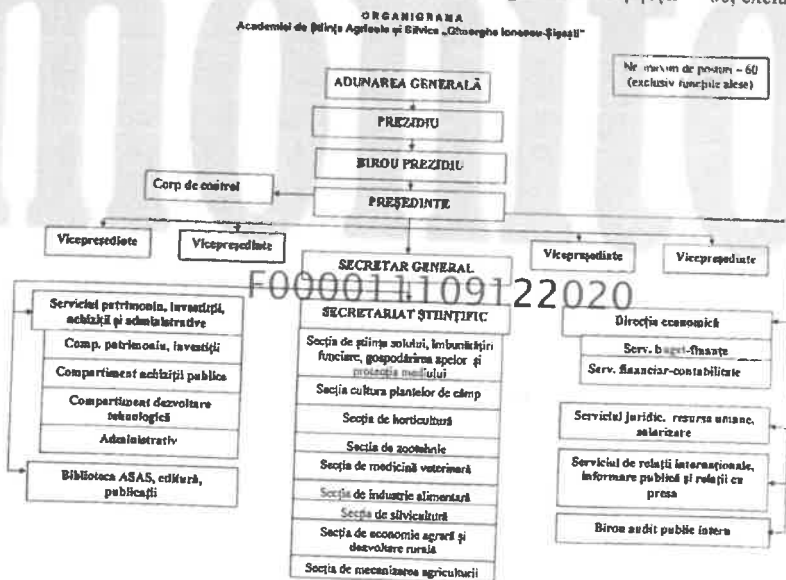 ORGANIGRAMA
Academiei de Științe Agricole și Silvice „Gheorghe Ionescu-Șișești"
Nr. maxim de posturi – 60
(exclusiv funcțiile alese)
ADUNAREA GENERALĂ
PREZIDIU
BIROU PREZIDIU
Corp de control
PREȘEDINTE
Vicepreședinte
Vicepreședinte
Vicepreședinte
Vicepreședinte
SECRETAR GENERAL
F000011109122020
Serviciul patrimoniu, investiții,
achiziții și administrative
Comp. patrimoniu, investiții
Compartiment achiziții publice
Compartiment dezvoltare
tehnologică
Administrativ
Biblioteca ASAS, editură,
publicații
SECRETARIAT ȘTIINȚIFIC
Secția de știința solului, îmbunătățiri
funciare, gospodărirea apelor și
protecția mediului
Secția cultura plantelor de câmp
Secția de horticultură
Secția de zootehnie
Secția de medicină veterinară
Secția de industrie alimentară
Secția de silvicultură
Secția de economie agrară și
dezvoltare rurală
Secția de mecanizarea agriculturii
Direcția economică
Serv. buget-finanțe
Serv. financiar-contabilitate
Serviciul juridic, resurse umane,
salarizare
Serviciul de relații internaționale,
informare publică și relații cu
presa
Birou audit public intern